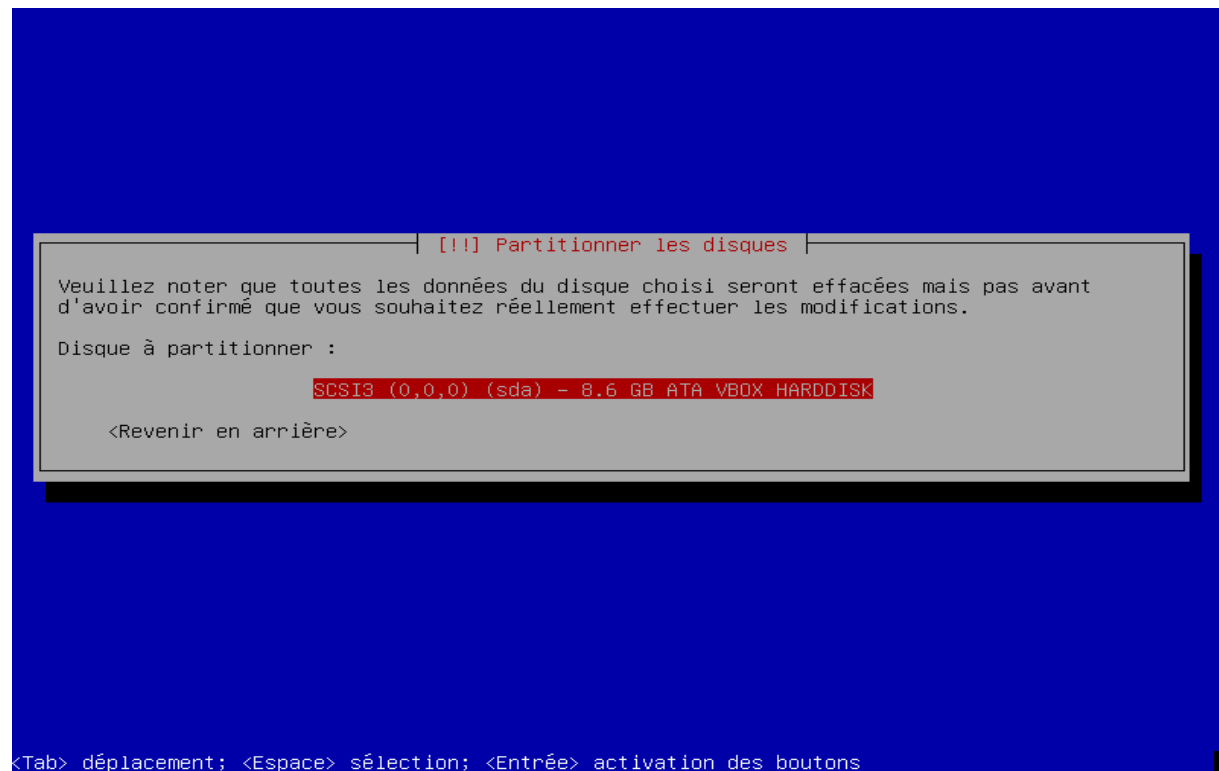 [!!] Partitionner les disques
Veuillez noter que toutes les données du disque choisi seront effacées mais pas avant
d'avoir confirmé que vous souhaitez réellement effectuer les modifications.
Disque à partitionner :
SCSI3 (0,0,0) (sda) - 8.6 GB ATA VBOX HARDDISK
<Revenir en arrière>
<Tab> déplacement; <Espace> sélection; <Entrée> activation des boutons